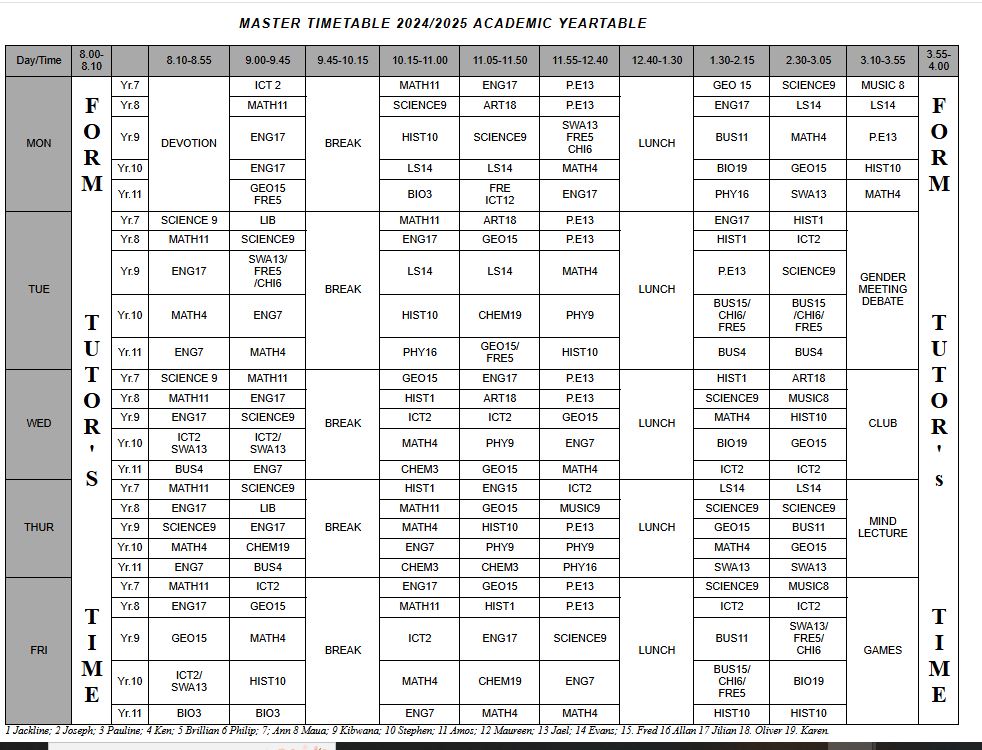 MASTER TIMETABLE 2024/2025 ACADEMIC YEARTABLE
Day/Time 8.00-8.10 8.10-8.55 9.00-9.45 9.45-10.15 10.15-11.00 11.05-11.50 11.55-12.40 12.40-1.30 1.30-2.15 2.30-3.05 3.10-3.55 3.55-4.00
FORM TUTOR'S TIME
MON
DEVOTION BREAK LUNCH
Yr.7 ICT 2 MATH11 ENG17 P.E13 GEO 15 SCIENCE9 MUSIC 8
Yr.8 MATH11 SCIENCE9 ART18 P.E13 ENG17 LS14 LS14
Yr.9 ENG17 HIST10 SCIENCE9 SWA13 FRE5 CHI6 BUS11 MATH4 P.E13
Yr.10 ENG17 LS14 LS14 MATH4 BIO19 GEO15 HIST10
Yr.11 GEO15 FRE5 BIO3 FRE ICT12 ENG17 PHY16 SWA13 MATH4
TUE
BREAK LUNCH GENDER MEETING DEBATE
Yr.7 SCIENCE 9 LIB MATH11 ART18 P.E13 ENG17 HIST1
Yr.8 MATH11 SCIENCE9 ENG17 GEO15 P.E13 HIST1 ICT2
Yr.9 ENG17 SWA13/ FRE5 /CHI6 LS14 LS14 MATH4 P.E13 SCIENCE9
Yr.10 MATH4 ENG7 HIST10 CHEM19 PHY9 BUS15/ CHI6/ FRE5 BUS15 /CHI6/ FRE5
Yr.11 ENG7 MATH4 PHY16 GEO15/ FRE5 HIST10 BUS4 BUS4
WED
BREAK LUNCH CLUB
Yr.7 SCIENCE 9 MATH11 GEO15 ENG17 P.E13 HIST1 ART18
Yr.8 MATH11 ENG17 HIST1 ART18 P.E13 SCIENCE9 MUSIC8
Yr.9 ENG17 SCIENCE9 ICT2 ICT2 GEO15 MATH4 HIST10
Yr.10 ICT2 SWA13 ICT2/ SWA13 MATH4 PHY9 ENG7 BIO19 GEO15
Yr.11 BUS4 ENG7 CHEM3 GEO15 MATH4 ICT2 ICT2
THUR
BREAK LUNCH MIND LECTURE
Yr.7 MATH11 SCIENCE9 HIST1 ENG15 ICT2 LS14 LS14
Yr.8 ENG17 LIB MATH11 GEO15 MUSIC9 SCIENCE9 SCIENCE9
Yr.9 SCIENCE9 ENG17 MATH4 HIST10 P.E13 GEO15 BUS11
Yr.10 MATH4 CHEM19 ENG7 PHY9 PHY9 MATH4 GEO15
Yr.11 ENG7 BUS4 CHEM3 CHEM3 PHY16 SWA13 SWA13
FRI
BREAK LUNCH GAMES
Yr.7 MATH11 ICT2 ENG17 GEO15 P.E13 SCIENCE9 MUSIC8
Yr.8 ENG17 GEO15 MATH11 HIST1 P.E13 ICT2 ICT2
Yr.9 GEO15 MATH4 ICT2 ENG17 SCIENCE9 BUS11 SWA13/ FRE5/ CHI6
Yr.10 ICT2/ SWA13 HIST10 MATH4 CHEM19 ENG7 BUS15/ CHI6/ FRE5 BIO19
Yr.11 BIO3 BIO3 ENG7 MATH4 MATH4 HIST10 HIST10
FORM TUTOR's TIME
1 Jackline; 2 Joseph; 3 Pauline; 4 Ken; 5 Brillian 6 Philip; 7; Ann 8 Maua; 9 Kibwana; 10 Stephen; 11 Amos; 12 Maureen; 13 Jael; 14 Evans; 15. Fred 16 Allan 17 Jilian 18. Oliver 19. Karen.